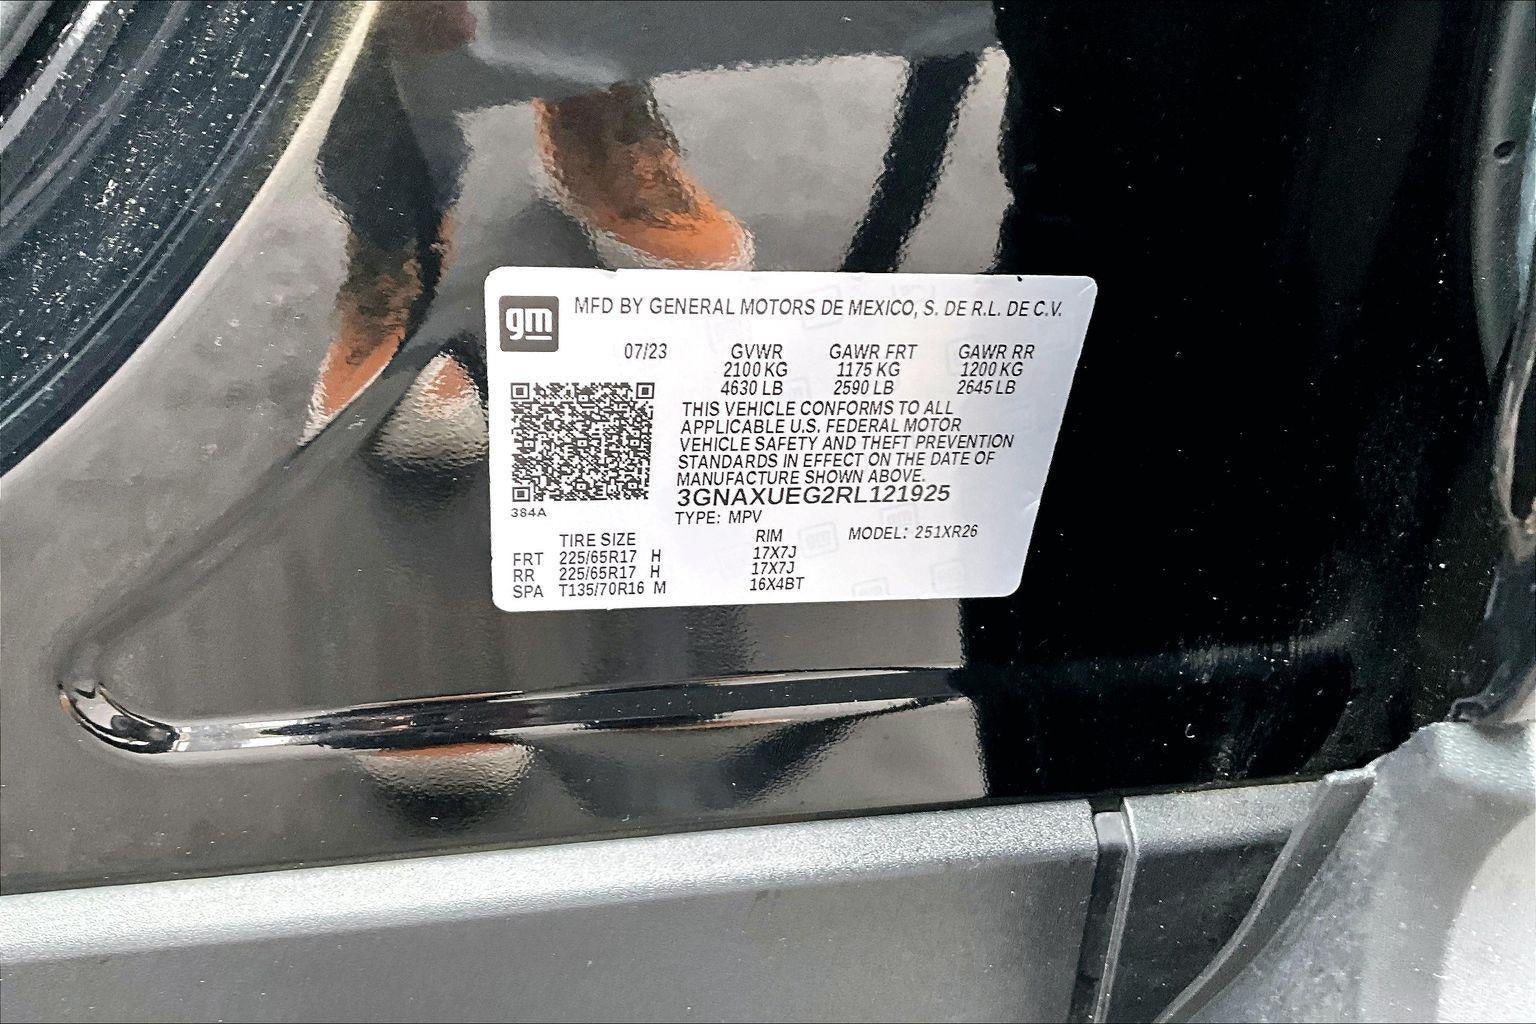 gm MFD BY GENERAL MOTORS DE MEXICO, S. DE R.L. DE C.V.
07/23 GVWR GAWR FRT GAWR RR
2100 KG 1175 KG 1200 KG
4630 LB 2590 LB 2645 LB
THIS VEHICLE CONFORMS TO ALL
APPLICABLE U.S. FEDERAL MOTOR
VEHICLE SAFETY AND THEFT PREVENTION
STANDARDS IN EFFECT ON THE DATE OF
MANUFACTURE SHOWN ABOVE.
3GNAXUEG2RL121925
384A
TYPE: MPV
MODEL: 251XR26
TIRE SIZE RIM
FRT 225/65R17 H 17X7J
RR 225/65R17 H 17X7J
SPA T135/70R16 M 16X4BT